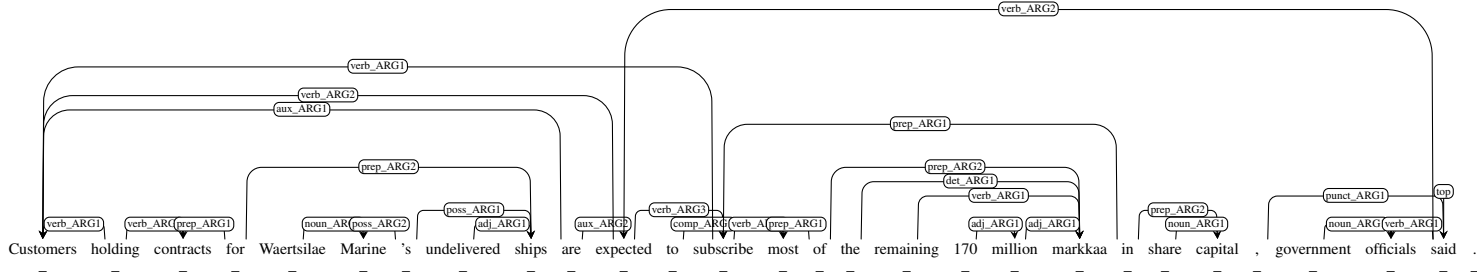 verb_ARG2
verb_ARG1
verb_ARG2
aux_ARG1
prep_ARG1
prep_ARG2 prep_ARG2
det_ARG1
verb_ARG1 punct_ARG1 top
poss_ARG1 verb_ARG3 prep_ARG2
verb_ARG1 prep_ARG1 poss_ARG2 adj_ARG1 aux_ARG2 prep_ARG1 adj_ARG1 adj_ARG1 noun_ARG1 verb_ARG1
Customers holding contracts for Waertsilae Marine 's undelivered ships are expected to subscribe most of the remaining 170 million markkaa in share capital , government officials said .
_ _ _ _ _ _ _ _ _ _ _ _ _ _ _ _ _ _ _ _ _ _ _ _ _ _ _ _